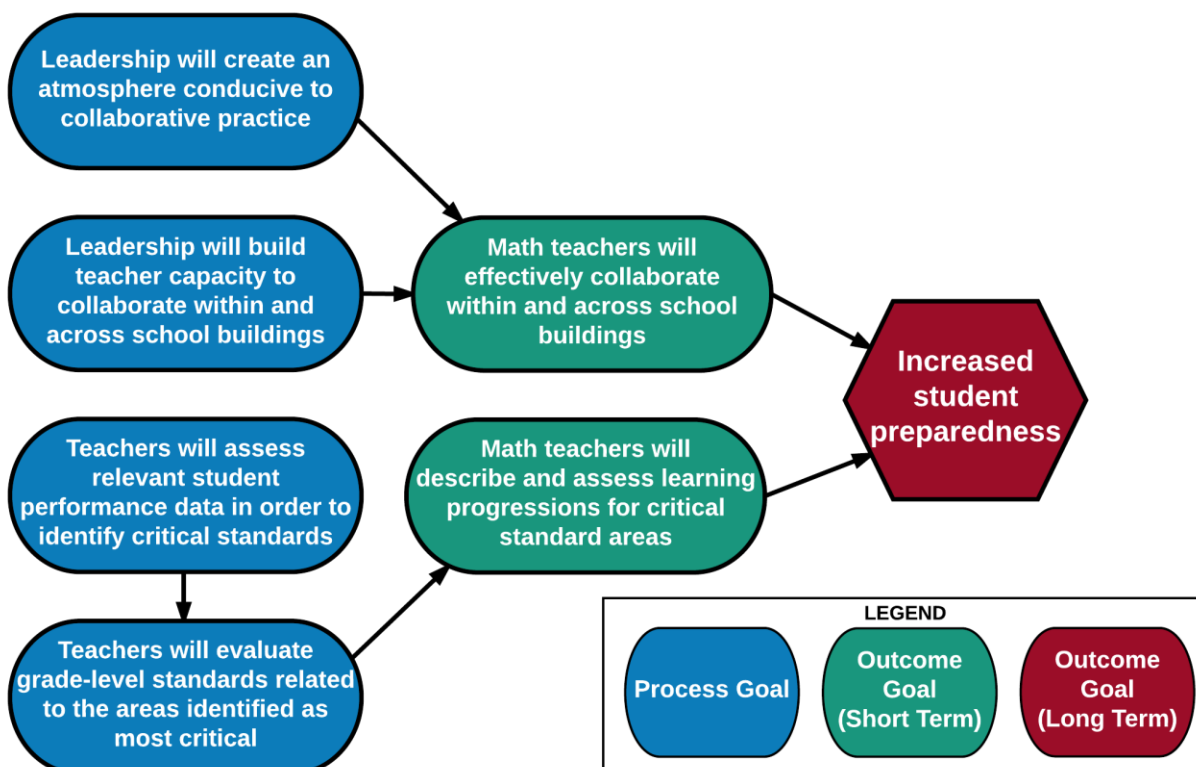 Leadership will create an
atmosphere conducive to
collaborative practice
Leadership will build
teacher capacity to
collaborate within and
across school buildings
Math teachers will
effectively collaborate
within and across school
buildings
Increased
student
preparedness
Teachers will assess
relevant student
performance data in order to
identify critical standards
Math teachers will
describe and assess learning
progressions for critical
standard areas
Teachers will evaluate
grade-level standards related
to the areas identified as
most critical
LEGEND
Process Goal
Outcome
Goal
(Short Term)
Outcome
Goal
(Long Term)